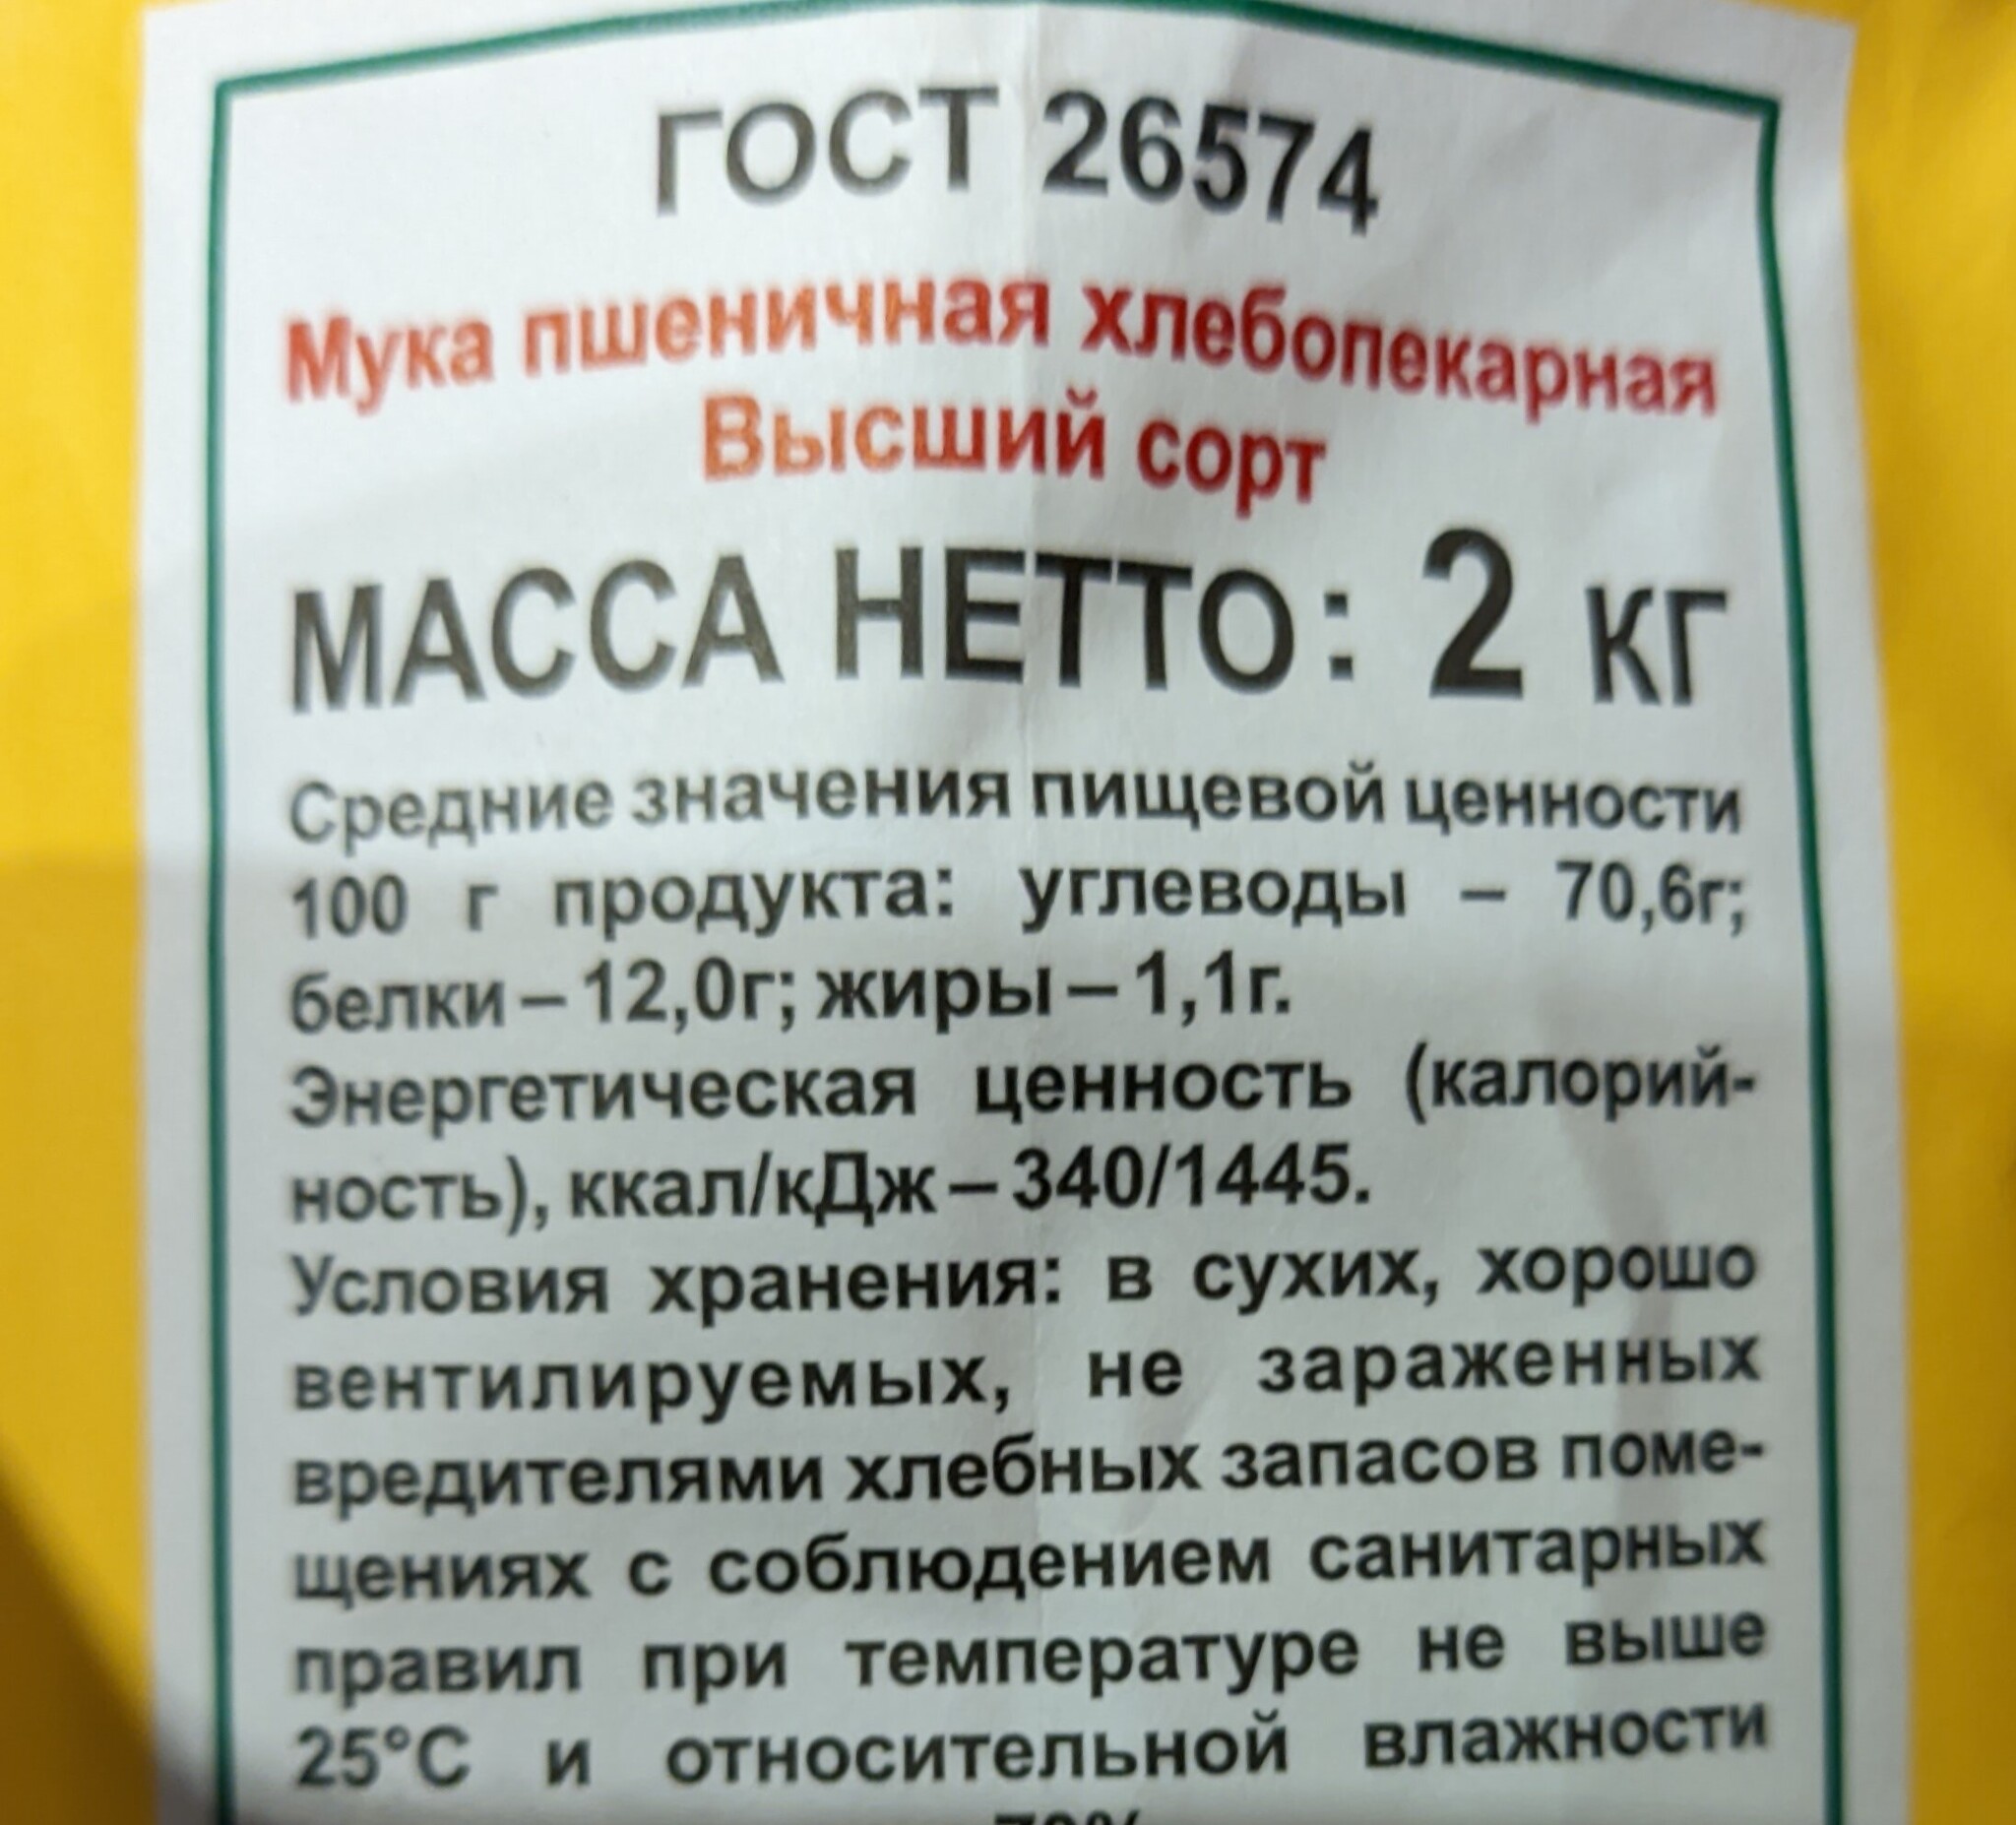 ГОСТ 26574
Мука пшеничная хлебопекарная
Высший сорт
МАССА НЕТТО: 2 кг
Средние значения пищевой ценности
100 г продукта: углеводы – 70,6г;
белки – 12,0г; жиры – 1,1г.
Энергетическая ценность (калорий-
ность), ккал/кДж – 340/1445.
Условия хранения: в сухих, хорошо
вентилируемых, не зараженных
вредителями хлебных запасов поме-
щениях с соблюдением санитарных
правил при температуре не выше
25°С и относительной влажности